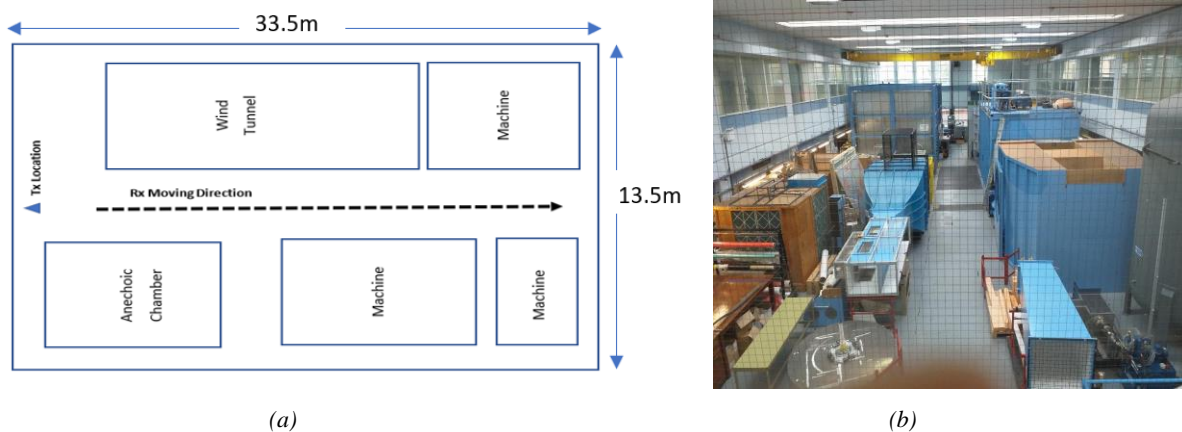 33.5m
Wind
Tunnel
Machine
Tx Location
Rx Moving Direction
13.5m
Anechoic
Chamber
Machine
Machine
(a)
(b)